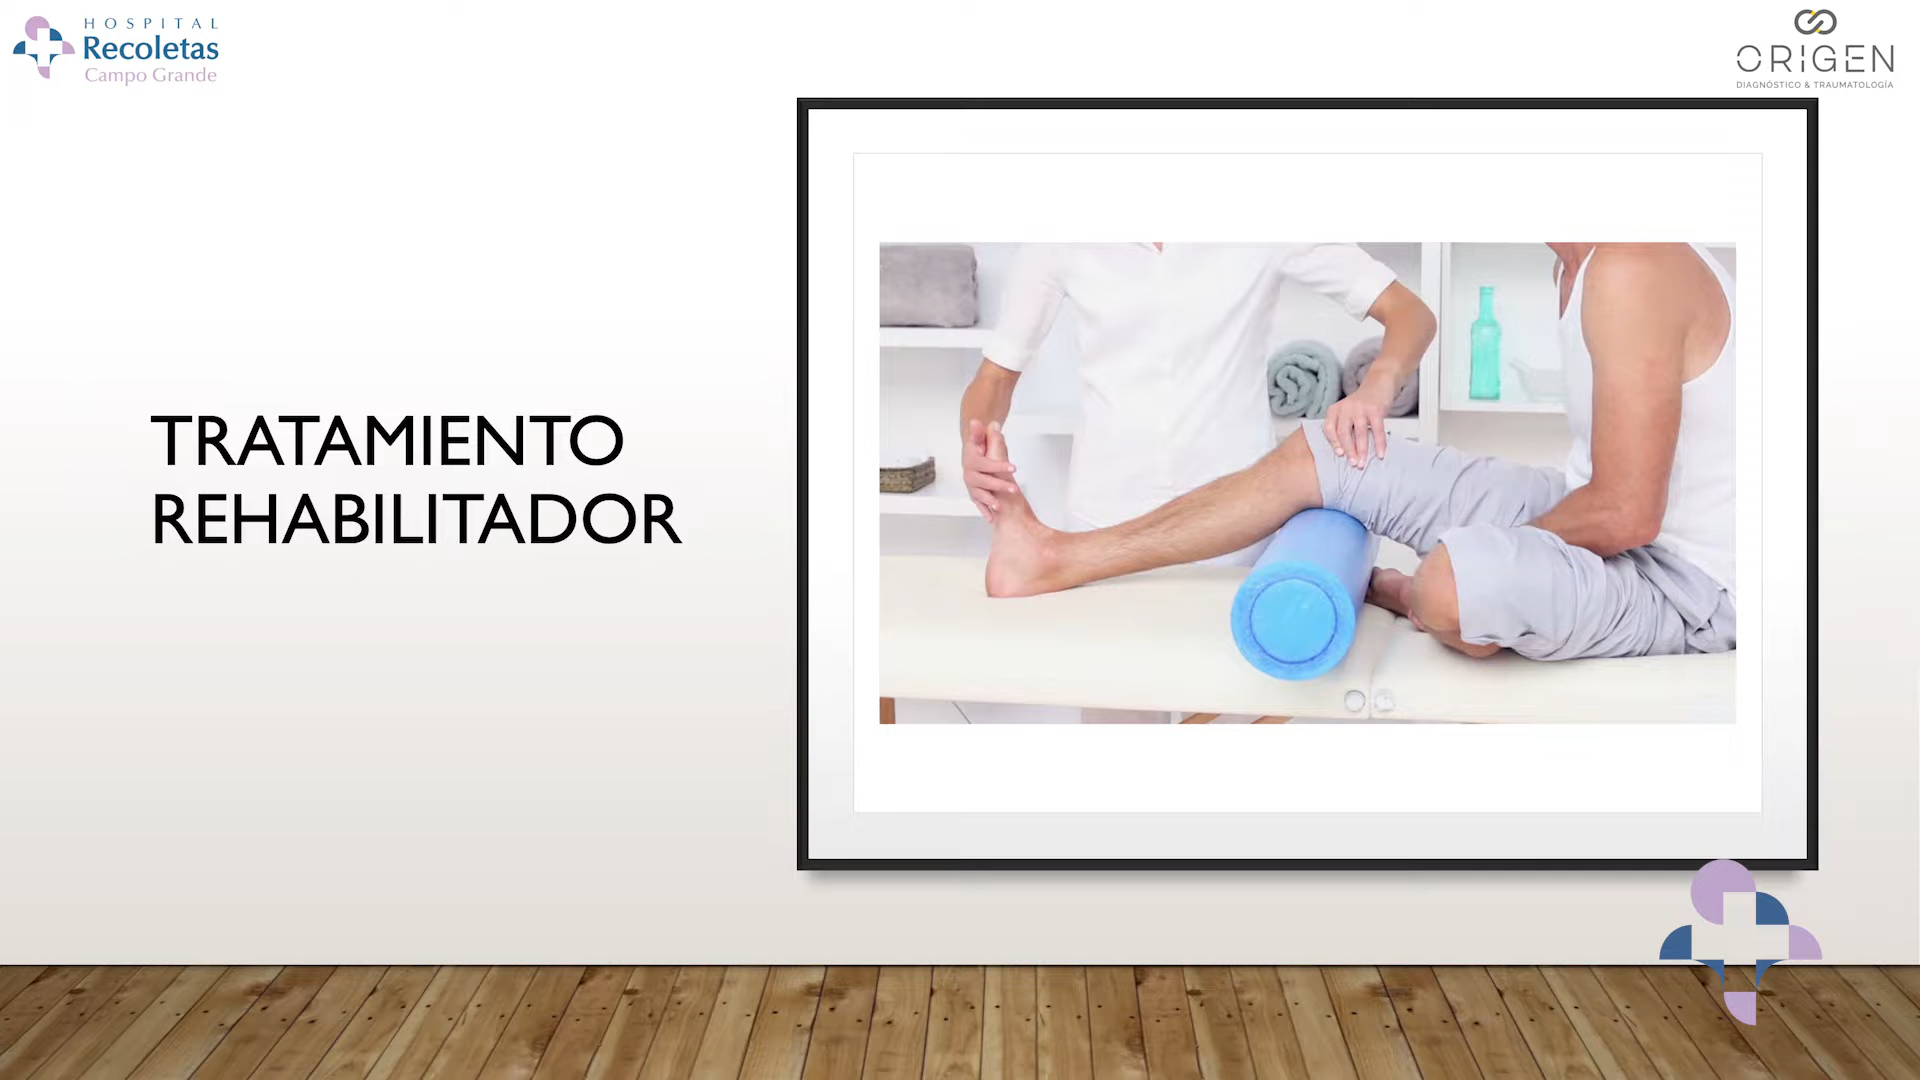 HOSPITAL
Recoletas
Campo Grande
ORIGEN
DIAGNÓSTICO & TRAUMATOLOGÍA
TRATAMIENTO
REHABILITADOR